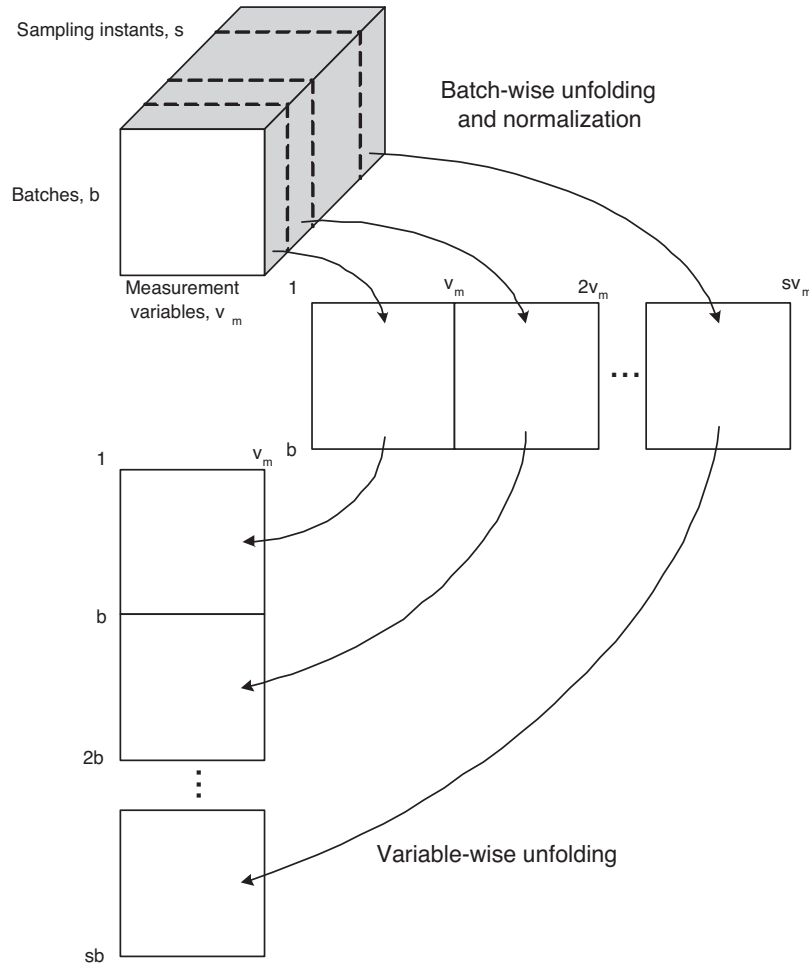 Sampling instants, s
Batch-wise unfolding
and normalization
Batches, b
Measurement
variables, v_m
1
v_m
2v_m
sv_m
...
b
1
v_m
b
2b
...
Variable-wise unfolding
sb